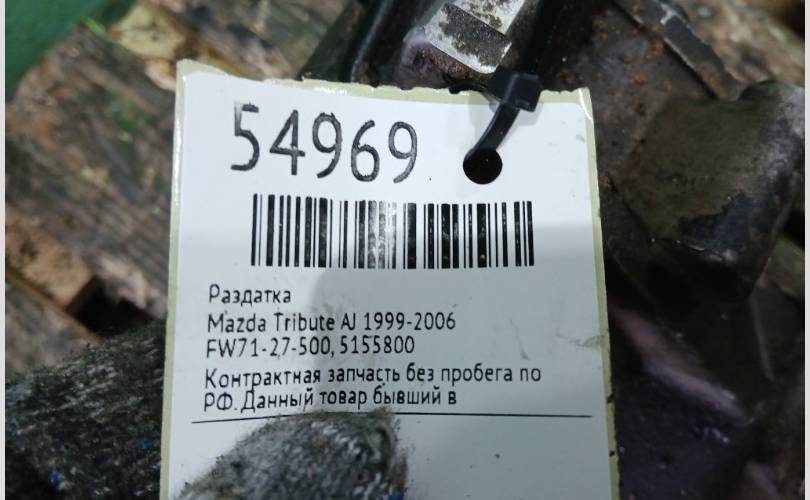 54969
Раздатка
Mazda Tribute AJ 1999-2006
FW71-27-500, 5155800
Контрактная запчасть без пробега по
РФ. Данный товар бывший в